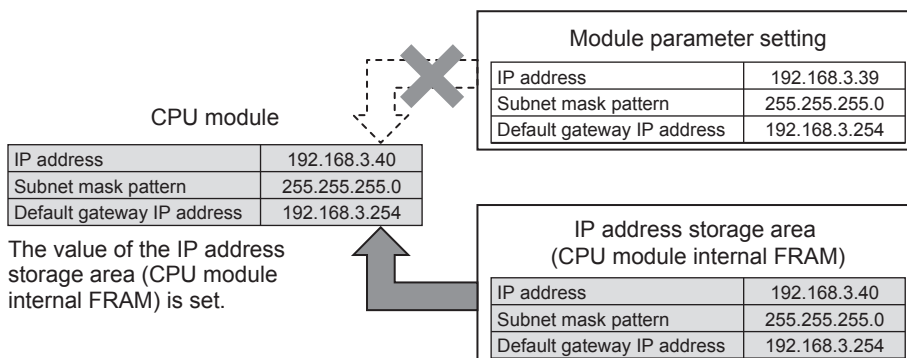 Module parameter setting
IP address 192.168.3.39
Subnet mask pattern 255.255.255.0
Default gateway IP address 192.168.3.254
CPU module
IP address 192.168.3.40
Subnet mask pattern 255.255.255.0
Default gateway IP address 192.168.3.254
The value of the IP address
storage area (CPU module
internal FRAM) is set.
IP address storage area
(CPU module internal FRAM)
IP address 192.168.3.40
Subnet mask pattern 255.255.255.0
Default gateway IP address 192.168.3.254